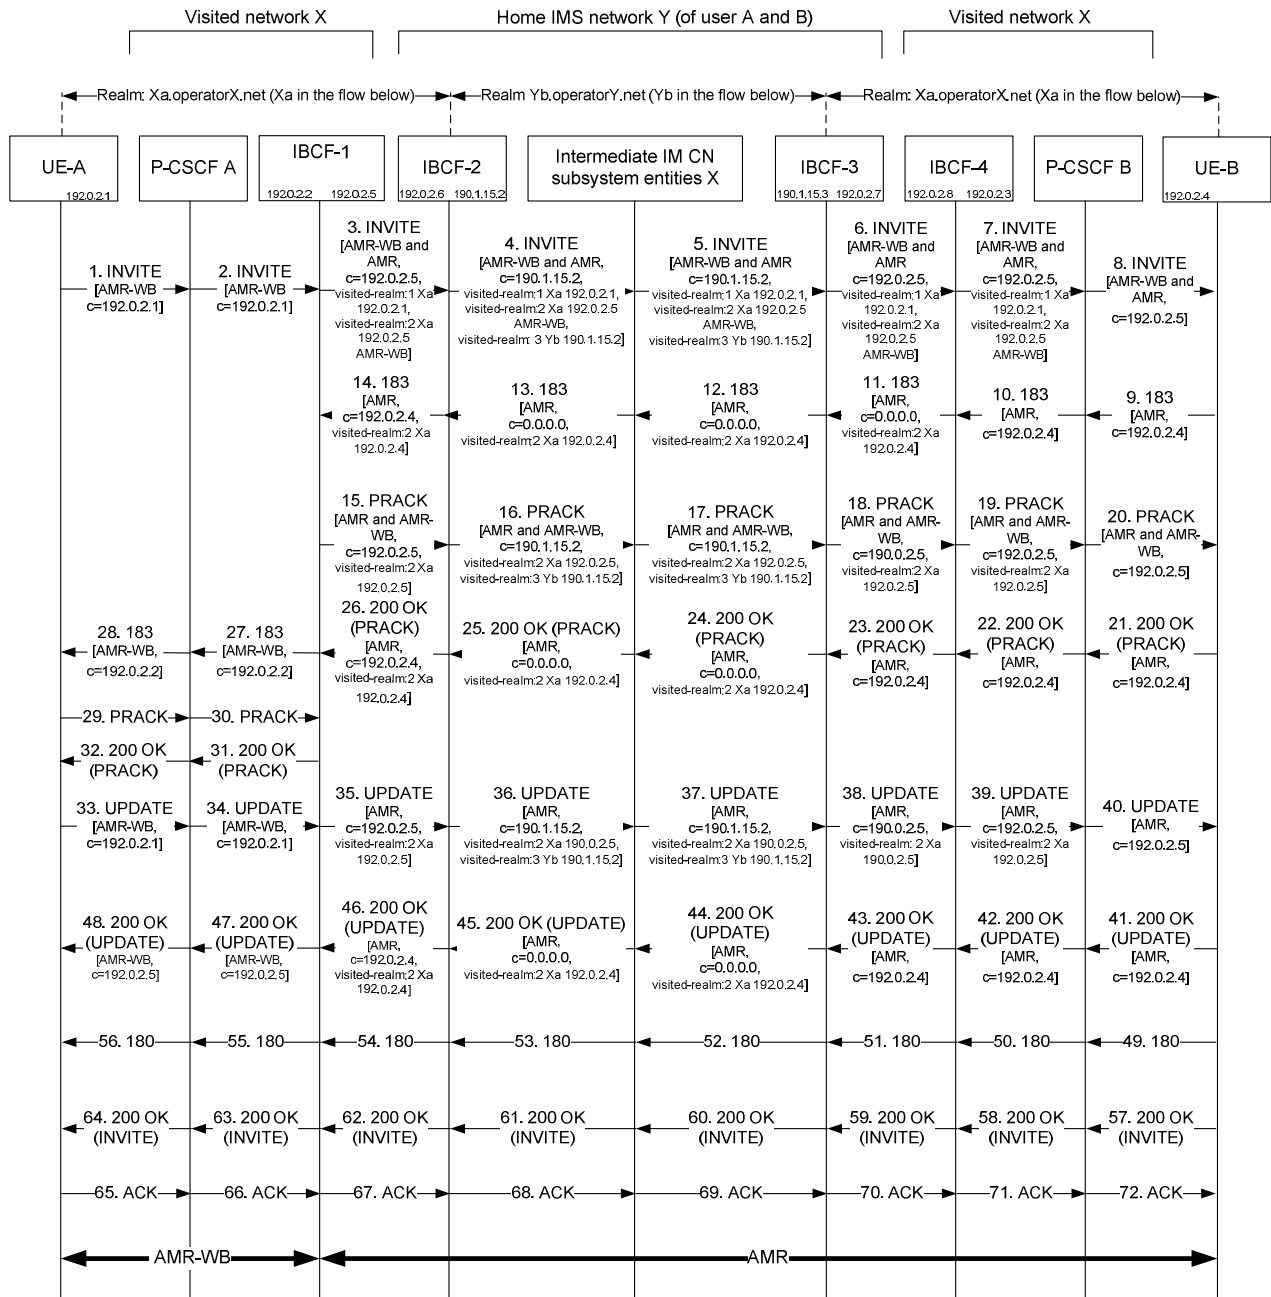 Visited network X
Home IMS network Y (of user A and B)
Visited network X
Realm: Xa.operatorX.net (Xa in the flow below)
Realm Yb.operatorY.net (Yb in the flow below)
Realm: Xa.operatorX.net (Xa in the flow below)
UE-A
192.0.2.1
P-CSCF A
IBCF-1
192.0.2.2
192.0.2.5
IBCF-2
192.0.2.6
190.1.15.2
Intermediate IM CN
subsystem entities X
IBCF-3
190.1.15.3
192.0.2.7
IBCF-4
192.0.2.8
192.0.2.3
P-CSCF B
UE-B
192.0.2.4
1. INVITE
[AMR-WB
c=192.0.2.1]
2. INVITE
[AMR-WB
c=192.0.2.1]
3. INVITE
[AMR-WB and
AMR,
c=192.0.2.5,
visited-realm:1 Xa
192.0.2.1,
visited-realm:2 Xa
192.0.2.5
AMR-WB]
4. INVITE
[AMR-WB and AMR,
c=190.1.15.2,
visited-realm:1 Xa 192.0.2.1,
visited-realm:2 Xa 192.0.2.5
AMR-WB,
visited-realm: 3 Yb 190.1.15.2]
5. INVITE
[AMR-WB and AMR
c=190.1.15.2,
visited-realm:1 Xa 192.0.2.1,
visited-realm:2 Xa 192.0.2.5
AMR-WB,
visited-realm: 3 Yb 190.1.15.2]
6. INVITE
[AMR-WB and
AMR,
c=192.0.2.5,
visited-realm:1 Xa
192.0.2.1,
visited-realm:2 Xa
192.0.2.5
AMR-WB]
7. INVITE
[AMR-WB and
AMR,
c=192.0.2.5,
visited-realm:1 Xa
192.0.2.1,
visited-realm:2 Xa
192.0.2.5
AMR-WB]
8. INVITE
[AMR-WB and
AMR,
c=192.0.2.5]
14. 183
[AMR,
c=192.0.2.4,
visited-realm:2 Xa
192.0.2.4]
13. 183
[AMR,
c=0.0.0.0,
visited-realm:2 Xa 192.0.2.4]
12. 183
[AMR,
c=0.0.0.0,
visited-realm:2 Xa 192.0.2.4]
11. 183
[AMR,
c=0.0.0.0,
visited-realm:2 Xa
192.0.2.4]
10. 183
[AMR,
c=192.0.2.4]
9. 183
[AMR,
c=192.0.2.4]
15. PRACK
[AMR and AMR-
WB,
c=192.0.2.5,
visited-realm:2 Xa
192.0.2.5]
16. PRACK
[AMR and AMR-WB,
c=190.1.15.2,
visited-realm:2 Xa 192.0.2.5,
visited-realm:3 Yb 190.1.15.2]
17. PRACK
[AMR and AMR-WB,
c=190.1.15.2,
visited-realm:2 Xa 192.0.2.5,
visited-realm:3 Yb 190.1.15.2]
18. PRACK
[AMR and AMR-
WB,
c=190.0.2.5,
visited-realm:2 Xa
192.0.2.5]
19. PRACK
[AMR and AMR-
WB,
c=192.0.2.5,
visited-realm:2 Xa
192.0.2.5]
20. PRACK
[AMR and AMR-
WB,
c=192.0.2.5]
28. 183
[AMR-WB,
c=192.0.2.2]
27. 183
[AMR-WB,
c=192.0.2.2]
26. 200 OK
(PRACK)
[AMR,
c=192.0.2.4,
visited-realm:2 Xa
192.0.2.4]
25. 200 OK (PRACK)
[AMR,
c=0.0.0.0,
visited-realm:2 Xa 192.0.2.4]
24. 200 OK
(PRACK)
[AMR,
c=0.0.0.0,
visited-realm:2 Xa 192.0.2.4]
23. 200 OK
(PRACK)
[AMR,
c=192.0.2.4]
22. 200 OK
(PRACK)
[AMR,
c=192.0.2.4]
21. 200 OK
(PRACK)
[AMR,
c=192.0.2.4]
29. PRACK
30. PRACK
32. 200 OK
(PRACK)
31. 200 OK
(PRACK)
33. UPDATE
[AMR-WB,
c=192.0.2.1]
34. UPDATE
[AMR-WB,
c=192.0.2.1]
35. UPDATE
[AMR,
c=192.0.2.5,
visited-realm:2 Xa
192.0.2.5]
36. UPDATE
[AMR,
c=190.1.15.2,
visited-realm:2 Xa 190.0.2.5,
visited-realm:3 Yb 190.1.15.2]
37. UPDATE
[AMR,
c=190.1.15.2,
visited-realm:2 Xa 190.0.2.5,
visited-realm:3 Yb 190.1.15.2]
38. UPDATE
[AMR,
c=190.0.2.5,
visited-realm: 2 Xa
190.0.2.5]
39. UPDATE
[AMR,
c=192.0.2.5,
visited-realm:2 Xa
192.0.2.5]
40. UPDATE
[AMR,
c=192.0.2.5]
48. 200 OK
(UPDATE)
[AMR-WB,
c=192.0.2.5]
47. 200 OK
(UPDATE)
[AMR-WB,
c=192.0.2.5]
46. 200 OK
(UPDATE)
[AMR,
c=192.0.2.4,
visited-realm:2 Xa
192.0.2.4]
45. 200 OK (UPDATE)
[AMR,
c=0.0.0.0,
visited-realm:2 Xa 192.0.2.4]
44. 200 OK
(UPDATE)
[AMR,
c=0.0.0.0,
visited-realm:2 Xa 192.0.2.4]
43. 200 OK
(UPDATE)
[AMR,
c=192.0.2.4]
42. 200 OK
(UPDATE)
[AMR,
c=192.0.2.4]
41. 200 OK
(UPDATE)
[AMR,
c=192.0.2.4]
56. 180
55. 180
54. 180
53. 180
52. 180
51. 180
50. 180
49. 180
64. 200 OK
(INVITE)
63. 200 OK
(INVITE)
62. 200 OK
(INVITE)
61. 200 OK
(INVITE)
60. 200 OK
(INVITE)
59. 200 OK
(INVITE)
58. 200 OK
(INVITE)
57. 200 OK
(INVITE)
65. ACK
66. ACK
67. ACK
68. ACK
69. ACK
70. ACK
71. ACK
72. ACK
AMR-WB
AMR